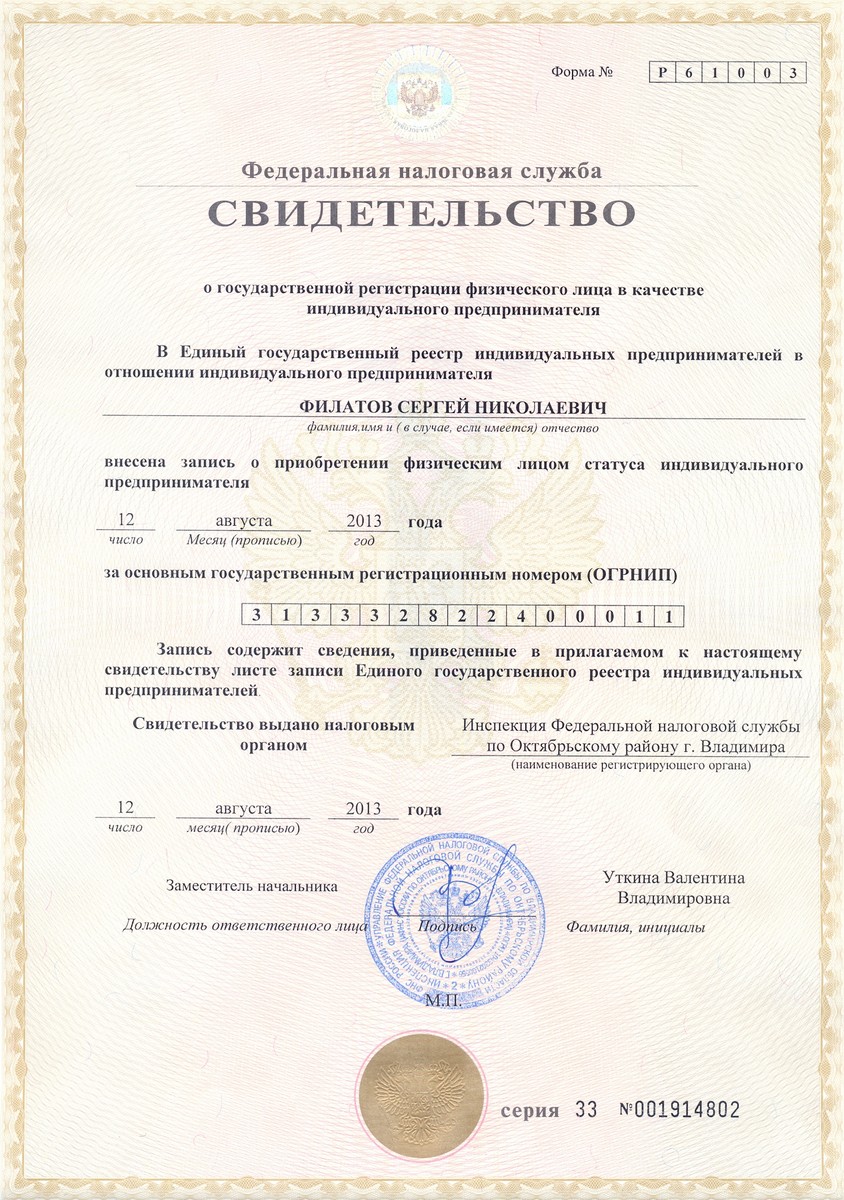 Форма № Р 6 1 0 0 3
Федеральная налоговая служба
СВИДЕТЕЛЬСТВО
о государственной регистрации физического лица в качестве
индивидуального предпринимателя
В Единый государственный реестр индивидуальных предпринимателей в
отношении индивидуального предпринимателя
ФИЛАТОВ СЕРГЕЙ НИКОЛАЕВИЧ
фамилия,имя и ( в случае, если имеется) отчество
внесена запись о приобретении физическим лицом статуса индивидуального
предпринимателя
12 августа 2013 года
число Месяц (прописью) год
за основным государственным регистрационным номером (ОГРНИП)
3 1 3 3 3 2 8 2 2 4 0 0 0 1 1
Запись содержит сведения, приведенные в прилагаемом к настоящему
свидетельству листе записи Единого государственного реестра индивидуальных
предпринимателей.
Свидетельство выдано налоговым
органом
Инспекция Федеральной налоговой службы
по Октябрьскому району г. Владимира
(наименование регистрирующего органа)
12 августа 2013 года
число месяц( прописью) год
Заместитель начальника
Уткина Валентина
Владимировна
Должность ответственного лица Подпись Фамилия, инициалы
М.П.
серия 33 №001914802